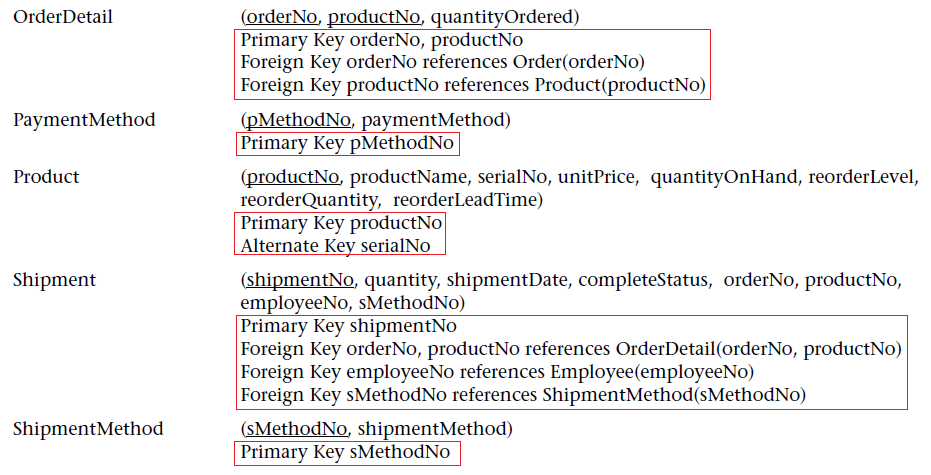 OrderDetail (orderNo, productNo, quantityOrdered)
Primary Key orderNo, productNo
Foreign Key orderNo references Order(orderNo)
Foreign Key productNo references Product(productNo)
PaymentMethod (pMethodNo, paymentMethod)
Primary Key pMethodNo
Product (productNo, productName, serialNo, unitPrice, quantityOnHand, reorderLevel,
reorderQuantity, reorderLeadTime)
Primary Key productNo
Alternate Key serialNo
Shipment (shipmentNo, quantity, shipmentDate, completeStatus, orderNo, productNo,
employeeNo, sMethodNo)
Primary Key shipmentNo
Foreign Key orderNo, productNo references OrderDetail(orderNo, productNo)
Foreign Key employeeNo references Employee(employeeNo)
Foreign Key sMethodNo references ShipmentMethod(sMethodNo)
ShipmentMethod (sMethodNo, shipmentMethod)
Primary Key sMethodNo